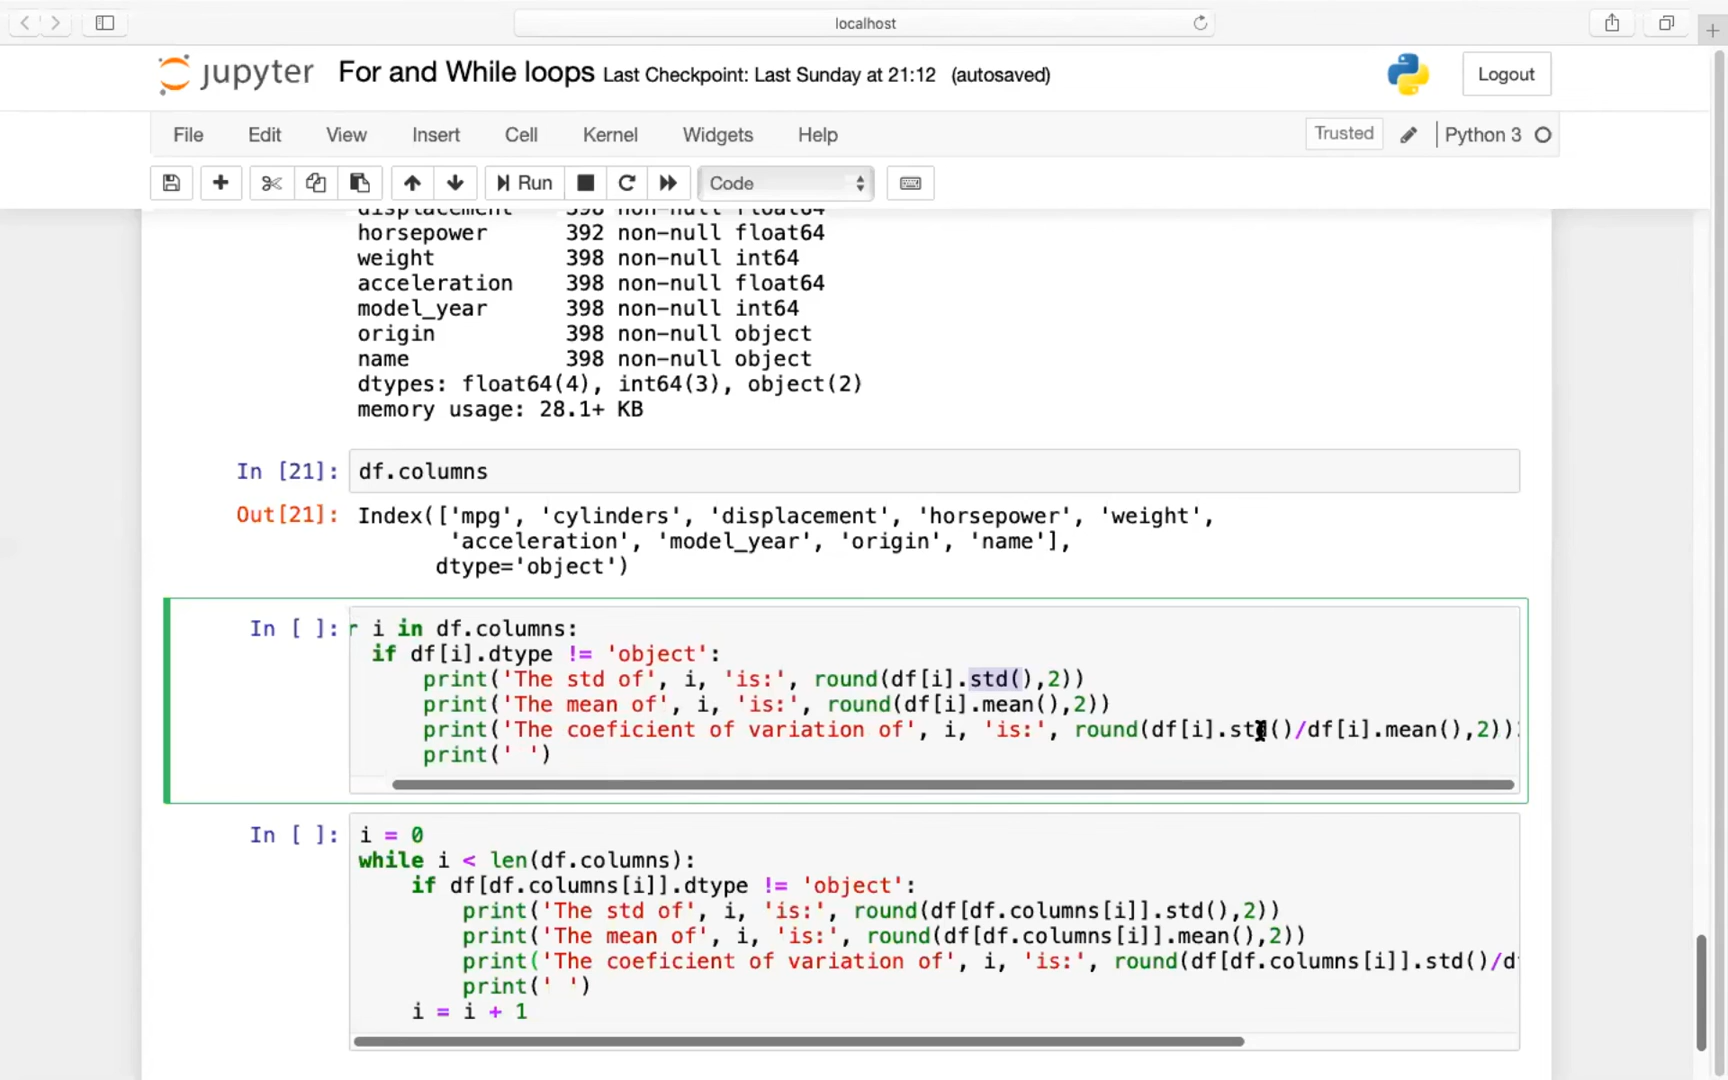 localhost
jupyter For and While loops Last Checkpoint: Last Sunday at 21:12 (autosaved)
Logout
File Edit View Insert Cell Kernel Widgets Help
Trusted Python 3
Run Code
displacement 398 non-null float64
horsepower 392 non-null float64
weight 398 non-null int64
acceleration 398 non-null float64
model_year 398 non-null int64
origin 398 non-null object
name 398 non-null object
dtypes: float64(4), int64(3), object(2)
memory usage: 28.1+ KB
In [21]: df.columns
Out[21]: Index(['mpg', 'cylinders', 'displacement', 'horsepower', 'weight',
'acceleration', 'model_year', 'origin', 'name'],
dtype='object')
In [ ]: r i in df.columns:
if df[i].dtype != 'object':
print('The std of', i, 'is:', round(df[i].std(),2))
print('The mean of', i, 'is:', round(df[i].mean(),2))
print('The coeficient of variation of', i, 'is:', round(df[i].std()/df[i].mean(),2))
print(' ')
In [ ]: i = 0
while i < len(df.columns):
if df[df.columns[i]].dtype != 'object':
print('The std of', i, 'is:', round(df[df.columns[i]].std(),2))
print('The mean of', i, 'is:', round(df[df.columns[i]].mean(),2))
print('The coeficient of variation of', i, 'is:', round(df[df.columns[i]].std()/d
print(' ')
i = i + 1